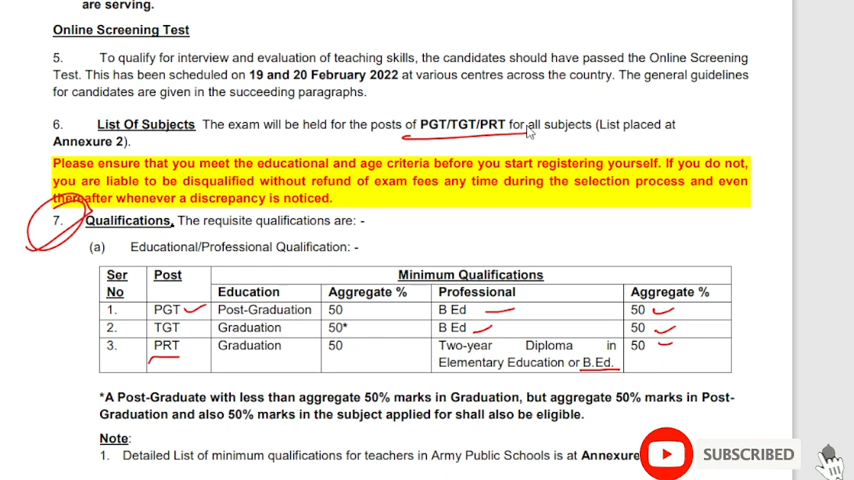 are serving.
Online Screening Test
5. To qualify for interview and evaluation of teaching skills, the candidates should have passed the Online Screening
Test. This has been scheduled on 19 and 20 February 2022 at various centres across the country. The general guidelines
for candidates are given in the succeeding paragraphs.
6. List Of Subjects The exam will be held for the posts of PGT/TGT/PRT for all subjects (List placed at
Annexure 2).
Please ensure that you meet the educational and age criteria before you start registering yourself. If you do not,
you are liable to be disqualified without refund of exam fees any time during the selection process and even
thereafter whenever a discrepancy is noticed.
7. Qualifications. The requisite qualifications are: -
(a) Educational/Professional Qualification: -
Ser No Post Minimum Qualifications
Education Aggregate % Professional Aggregate %
1. PGT Post-Graduation 50 B Ed 50
2. TGT Graduation 50* B Ed 50
3. PRT Graduation 50 Two-year Diploma in 50
Elementary Education or B.Ed.
*A Post-Graduate with less than aggregate 50% marks in Graduation, but aggregate 50% marks in Post-
Graduation and also 50% marks in the subject applied for shall also be eligible.
Note:
1. Detailed List of minimum qualifications for teachers in Army Public Schools is at Annexure
SUBSCRIBED